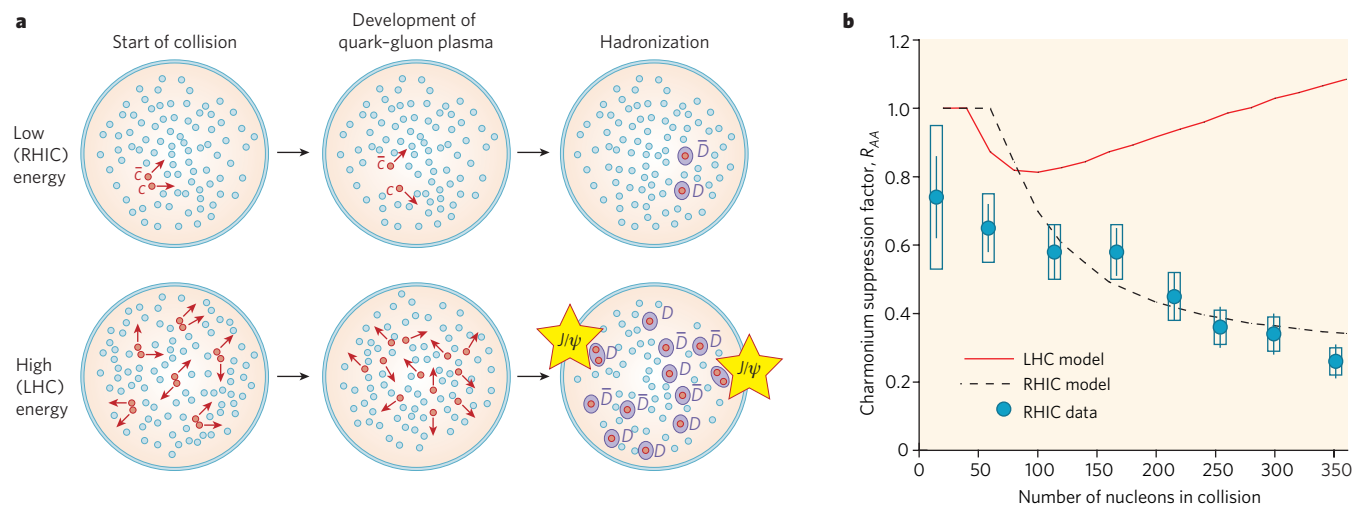 a
Start of collision
Development of
quark–gluon plasma
Hadronization
Low
(RHIC)
energy
c̅
c
c̅
c
D̅
D
High
(LHC)
energy
J/ψ
D
D
D̅
D̅
J/ψ
D
D̅
D̅
D̅
D
D
D
b
Charmonium suppression factor, R_AA
1.2
1.0
0.8
0.6
0.4
0.2
0
LHC model
RHIC model
RHIC data
0
50
100
150
200
250
300
350
Number of nucleons in collision